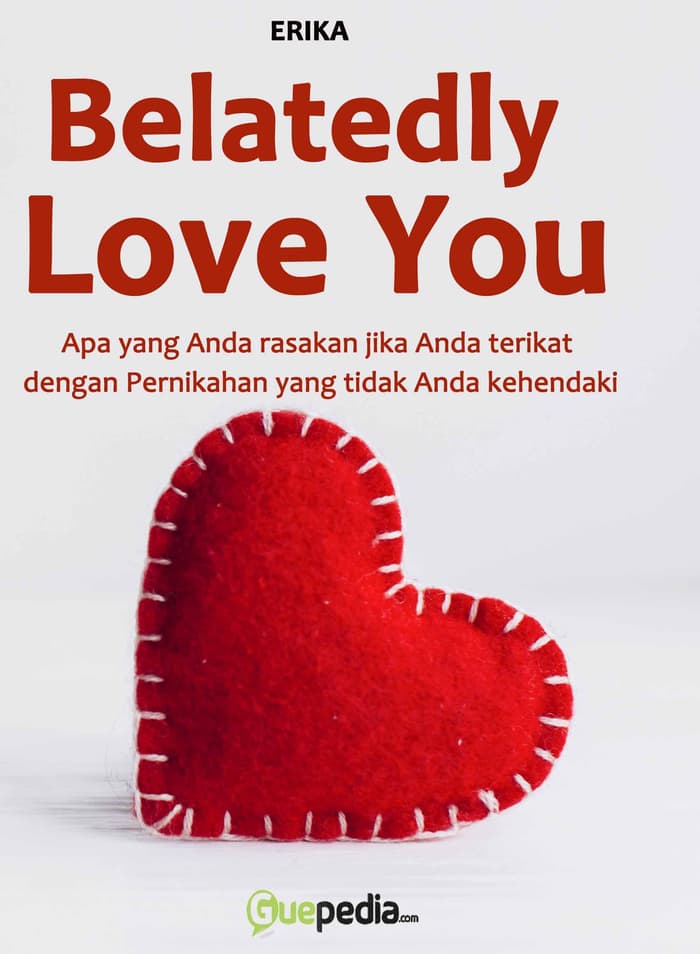 ERIKA
Belatedly
Love You
Apa yang Anda rasakan jika Anda terikat
dengan Pernikahan yang tidak Anda kehendaki
Guepedia.com